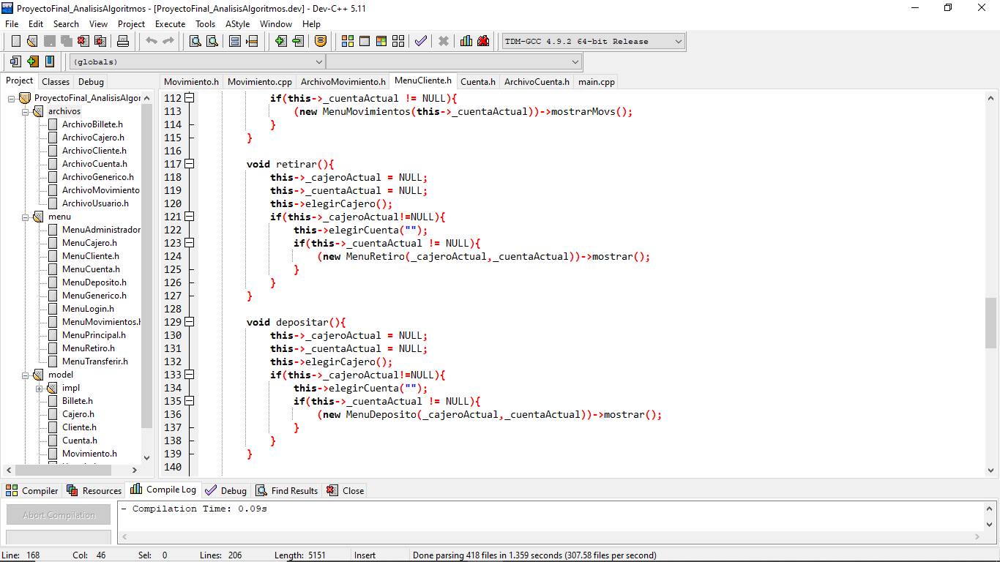 ProyectoFinal_AnalisisAlgoritmos - [ProyectoFinal_AnalisisAlgoritmos.dev] - Dev-C++ 5.11
File Edit Search View Project Execute Tools AStyle Window Help
TDM-GCC 4.9.2 64-bit Release
(globals)
Project Classes Debug
Movimiento.h Movimiento.cpp ArchivoMovimiento.h MenuCliente.h Cuenta.h ArchivoCuenta.h main.cpp
ProyectoFinal_AnalisisAlgor
archivos
ArchivoBillete.h
ArchivoCajero.h
ArchivoCliente.h
ArchivoCuenta.h
ArchivoGenerico.h
ArchivoMovimiento
ArchivoUsuario.h
menu
MenuAdministrador
MenuCajero.h
MenuCliente.h
MenuCuenta.h
MenuDeposito.h
MenuGenerico.h
MenuLogin.h
MenuMovimientos.h
MenuPrincipal.h
MenuRetiro.h
MenuTransferir.h
model
impl
Billete.h
Cajero.h
Cliente.h
Cuenta.h
Movimiento.h
112 if(this->_cuentaActual != NULL){
113 (new MenuMovimientos(this->_cuentaActual))->mostrarMovs();
114 }
115 }
116
117 void retirar(){
118 this->_cajeroActual = NULL;
119 this->_cuentaActual = NULL;
120 this->elegirCajero();
121 if(this->_cajeroActual!=NULL){
122 this->elegirCuenta("");
123 if(this->_cuentaActual != NULL){
124 (new MenuRetiro(_cajeroActual,_cuentaActual))->mostrar();
125 }
126 }
127 }
128
129 void depositar(){
130 this->_cajeroActual = NULL;
131 this->_cuentaActual = NULL;
132 this->elegirCajero();
133 if(this->_cajeroActual!=NULL){
134 this->elegirCuenta("");
135 if(this->_cuentaActual != NULL){
136 (new MenuDeposito(_cajeroActual,_cuentaActual))->mostrar();
137 }
138 }
139 }
140
Compiler Resources Compile Log Debug Find Results Close
Abort Compilation
- Compilation Time: 0.09s
Line: 168 Col: 46 Sel: 0 Lines: 206 Length: 5151 Insert Done parsing 418 files in 1.359 seconds (307.58 files per second)